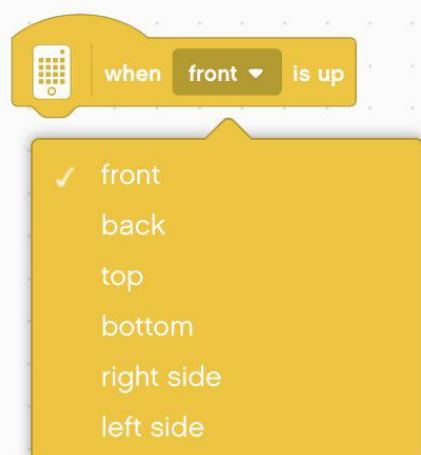 when front is up
front
back
top
bottom
right side
left side